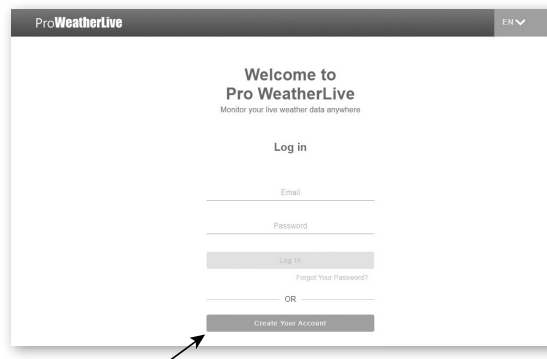 ProWeatherLive
EN
Welcome to
Pro WeatherLive
Monitor your live weather data anywhere
Log in
Email
Password
Log In
Forgot Your Password?
OR
Create Your Account